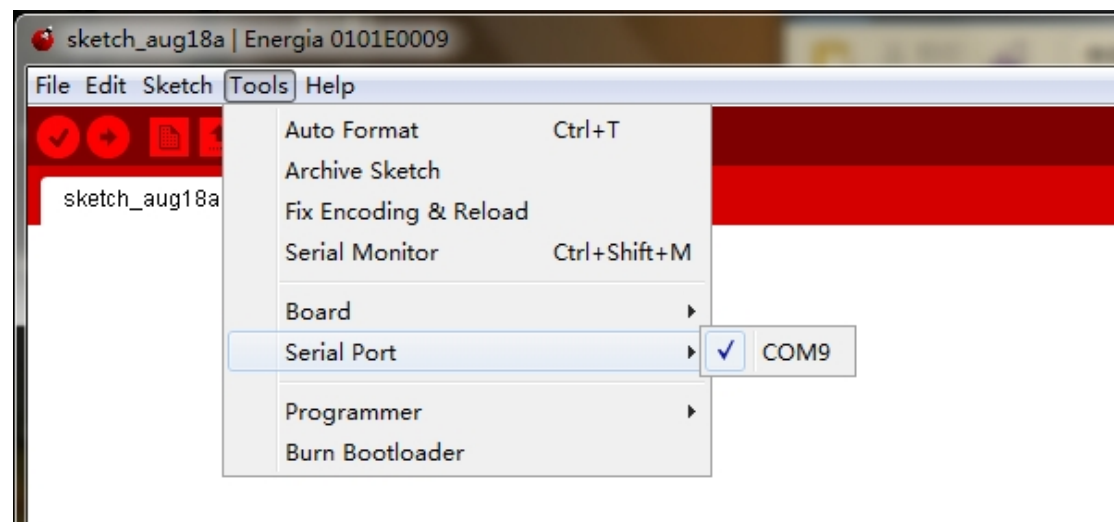 sketch_aug18a | Energia 0101E0009
File Edit Sketch Tools Help
sketch_aug18a
Auto Format Ctrl+T
Archive Sketch
Fix Encoding & Reload
Serial Monitor Ctrl+Shift+M
Board
Serial Port
COM9
Programmer
Burn Bootloader